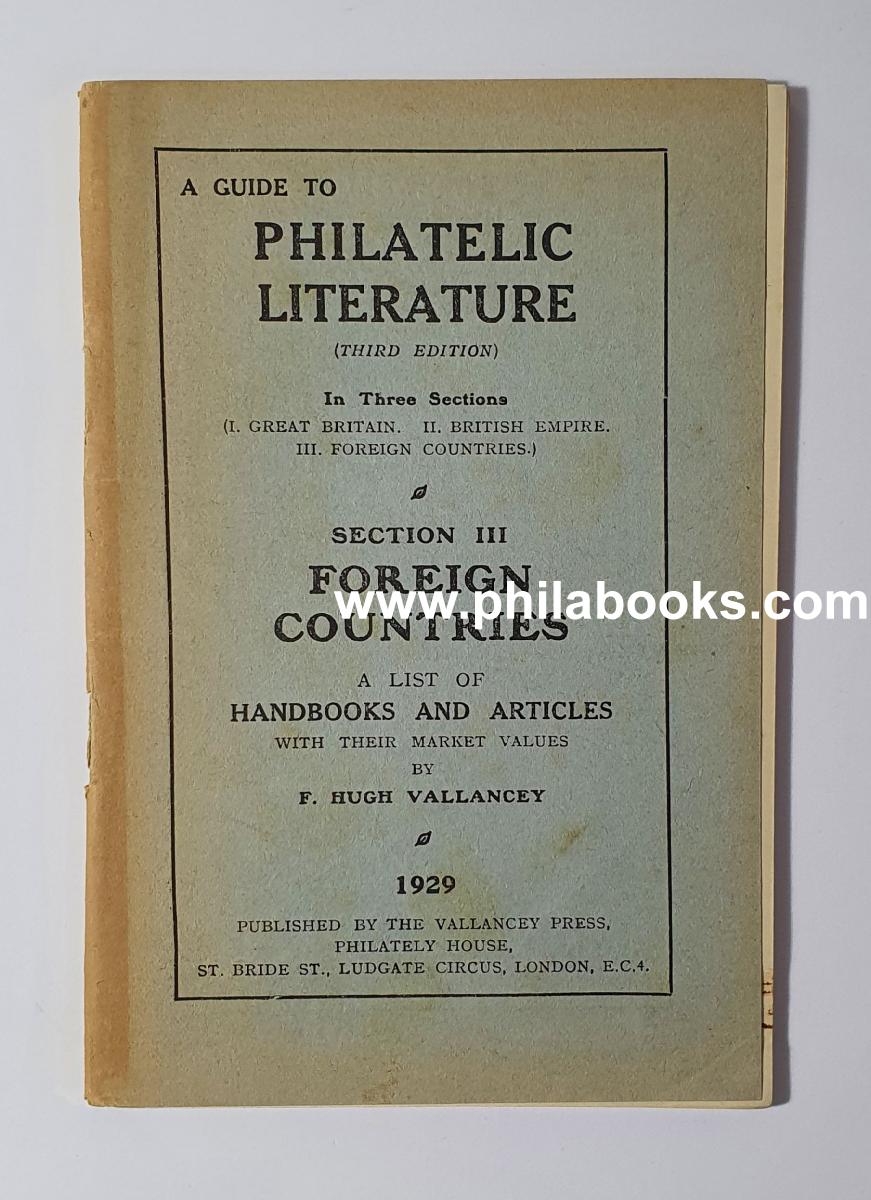 A GUIDE TO
PHILATELIC
LITERATURE
(THIRD EDITION)
In Three Sections
(I. GREAT BRITAIN. II. BRITISH EMPIRE.
III. FOREIGN COUNTRIES.)
SECTION III
FOREIGN
www.philabooks.com
COUNTRIES
A LIST OF
HANDBOOKS AND ARTICLES
WITH THEIR MARKET VALUES
BY
F. HUGH VALLANCEY
1929
PUBLISHED BY THE VALLANCEY PRESS,
PHILATELY HOUSE,
ST. BRIDE ST., LUDGATE CIRCUS, LONDON, E.C.4.